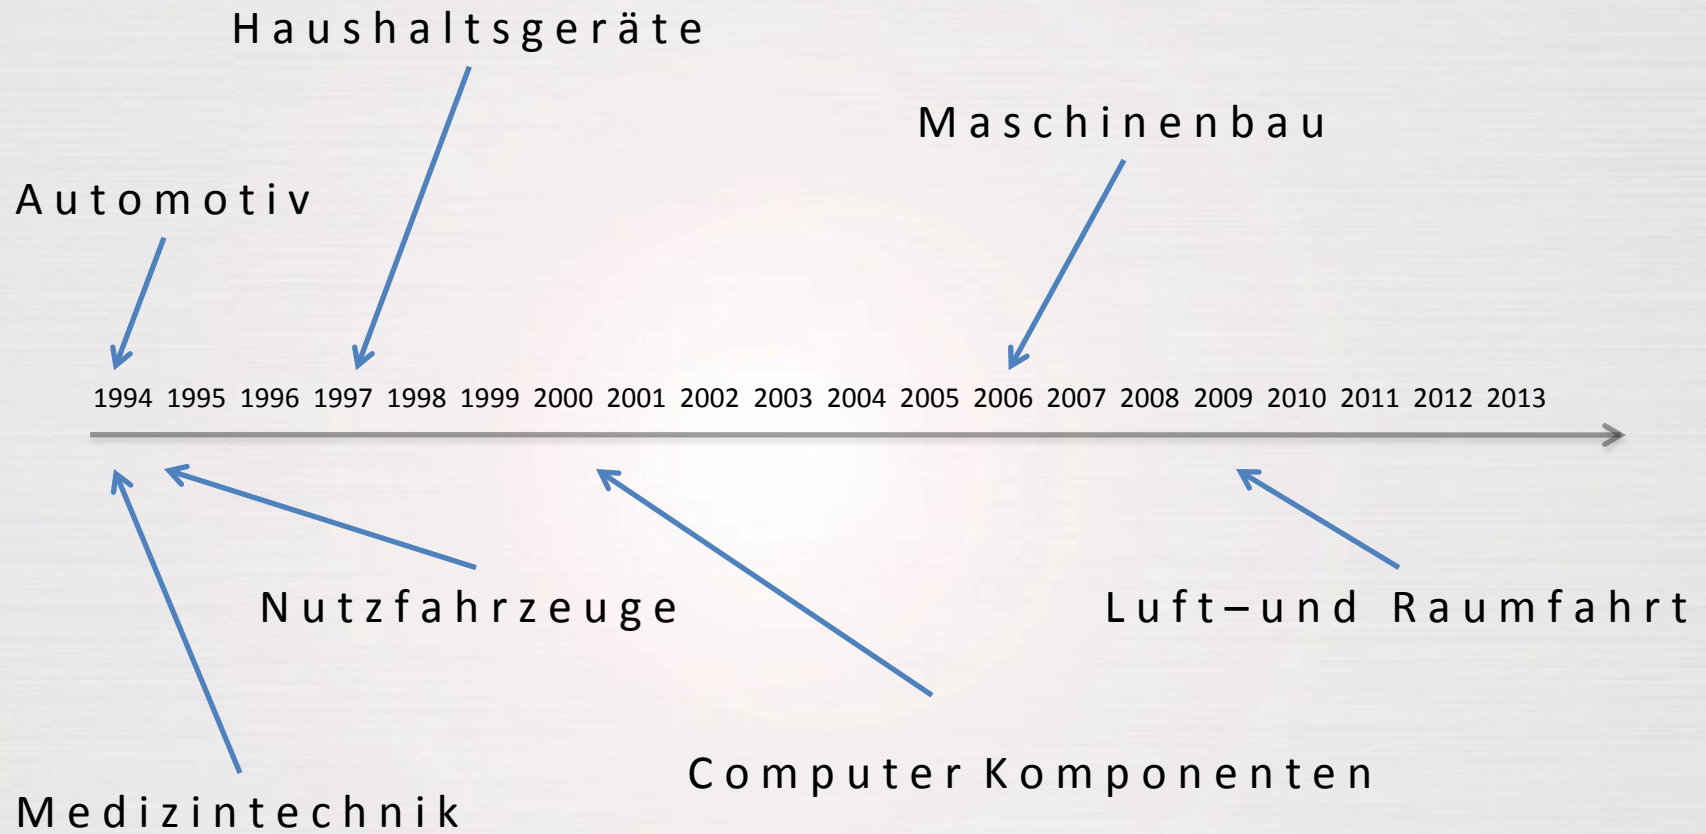 Haushaltsgeräte
Maschinenbau
Automotiv
1994 1995 1996 1997 1998 1999 2000 2001 2002 2003 2004 2005 2006 2007 2008 2009 2010 2011 2012 2013
Nutzfahrzeuge
Luft–und Raumfahrt
Computer Komponenten
Medizintechnik